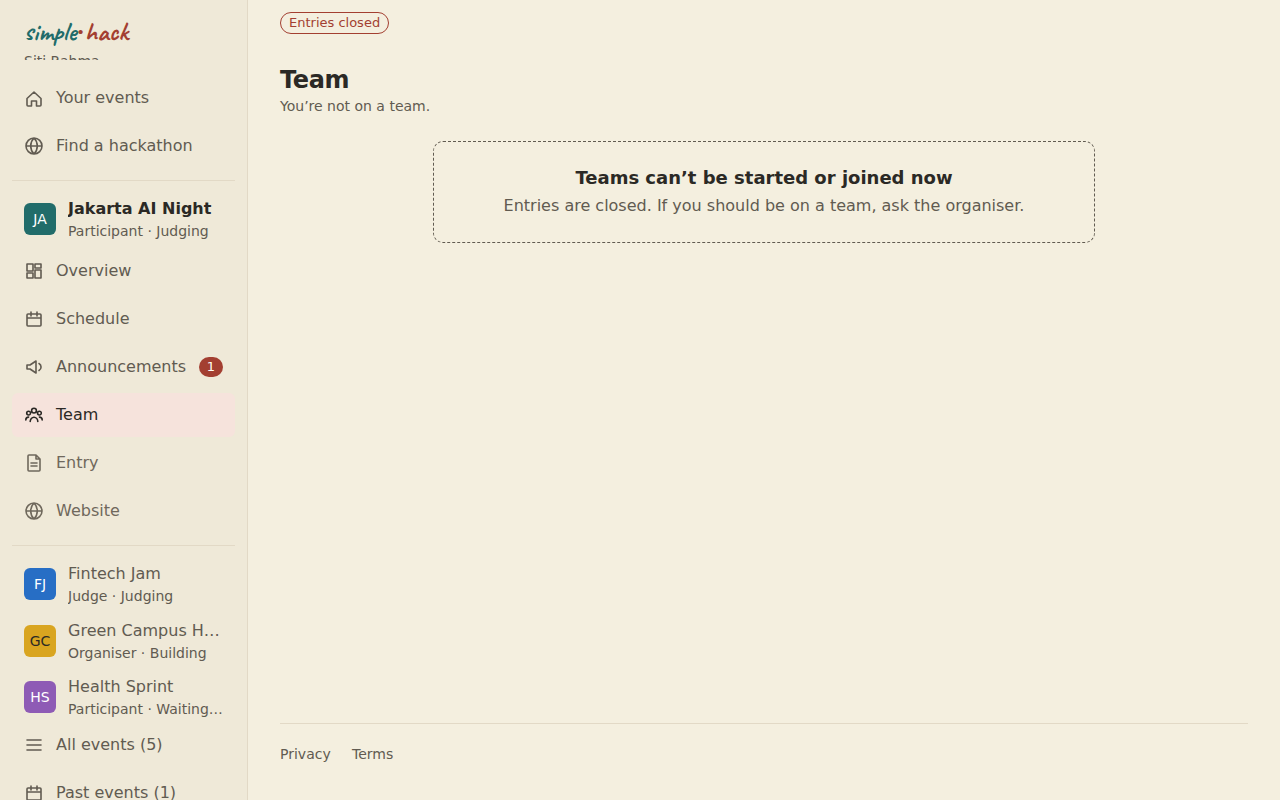 simple·hack
Siti Rahma
Your events
Find a hackathon
JA
Jakarta AI Night
Participant · Judging
Overview
Schedule
Announcements 1
Team
Entry
Website
FJ
Fintech Jam
Judge · Judging
GC
Green Campus H…
Organiser · Building
HS
Health Sprint
Participant · Waiting…
All events (5)
Past events (1)
Entries closed
Team
You’re not on a team.
Teams can’t be started or joined now
Entries are closed. If you should be on a team, ask the organiser.
Privacy Terms